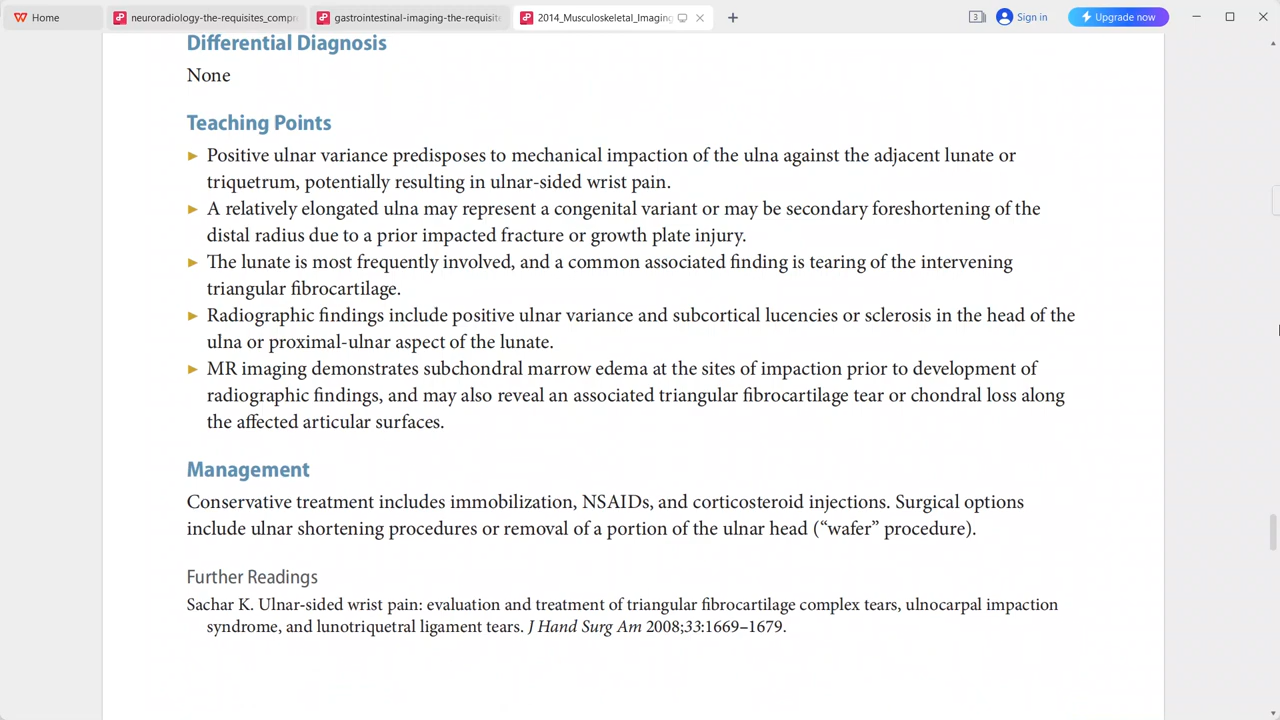 Home
neuroradiology-the-requisites_compre
gastrointestinal-imaging-the-requisite
2014_Musculoskeletal_Imaging
3
Sign in
Upgrade now
Differential Diagnosis
None
Teaching Points
► Positive ulnar variance predisposes to mechanical impaction of the ulna against the adjacent lunate or
triquetrum, potentially resulting in ulnar-sided wrist pain.
► A relatively elongated ulna may represent a congenital variant or may be secondary foreshortening of the
distal radius due to a prior impacted fracture or growth plate injury.
► The lunate is most frequently involved, and a common associated finding is tearing of the intervening
triangular fibrocartilage.
► Radiographic findings include positive ulnar variance and subcortical lucencies or sclerosis in the head of the
ulna or proximal-ulnar aspect of the lunate.
► MR imaging demonstrates subchondral marrow edema at the sites of impaction prior to development of
radiographic findings, and may also reveal an associated triangular fibrocartilage tear or chondral loss along
the affected articular surfaces.
Management
Conservative treatment includes immobilization, NSAIDs, and corticosteroid injections. Surgical options
include ulnar shortening procedures or removal of a portion of the ulnar head (“wafer” procedure).
Further Readings
Sachar K. Ulnar-sided wrist pain: evaluation and treatment of triangular fibrocartilage complex tears, ulnocarpal impaction
syndrome, and lunotriquetral ligament tears. J Hand Surg Am 2008;33:1669–1679.